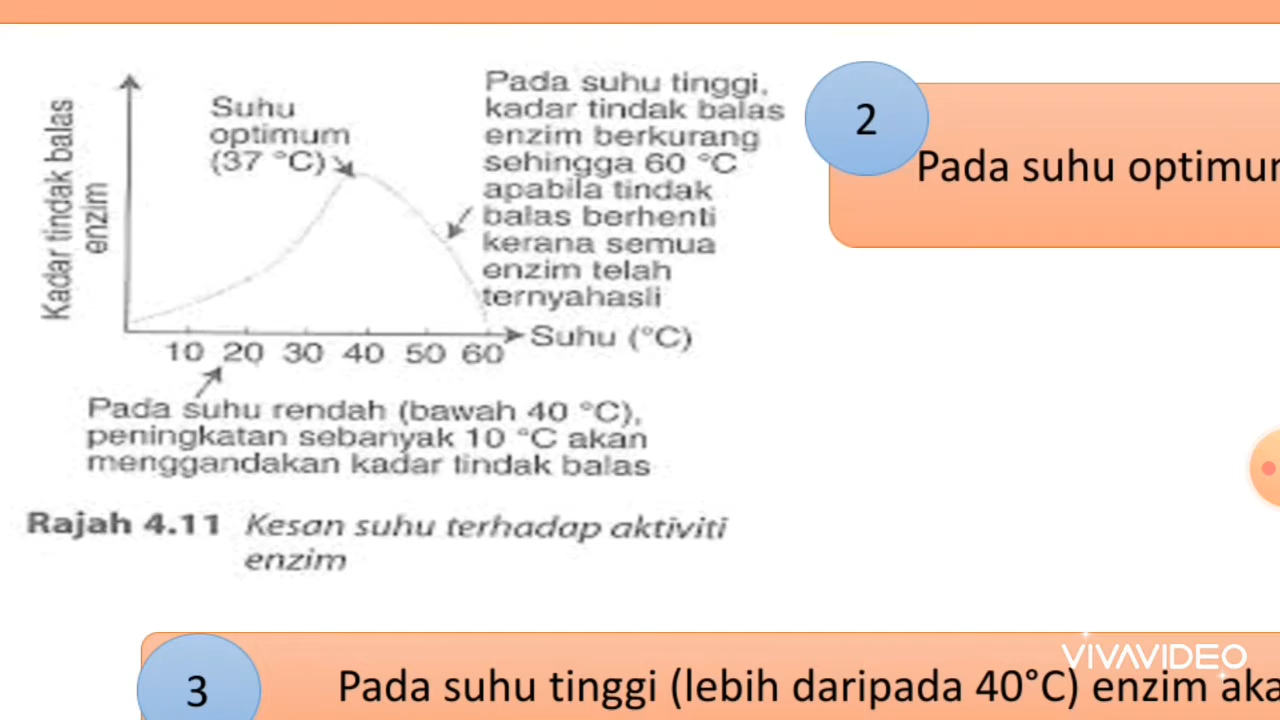 Kadar tindak balas
enzim
Suhu
optimum
(37 °C)
Pada suhu tinggi,
kadar tindak balas
enzim berkurang
sehingga 60 °C
apabila tindak
balas berhenti
kerana semua
enzim telah
ternyahasli
10 20 30 40 50 60
Suhu (°C)
Pada suhu rendah (bawah 40 °C),
peningkatan sebanyak 10 °C akan
menggandakan kadar tindak balas
Rajah 4.11 Kesan suhu terhadap aktiviti
enzim
2
Pada suhu optimu
3
Pada suhu tinggi (lebih daripada 40°C) enzim aka
VIVAVIDEO